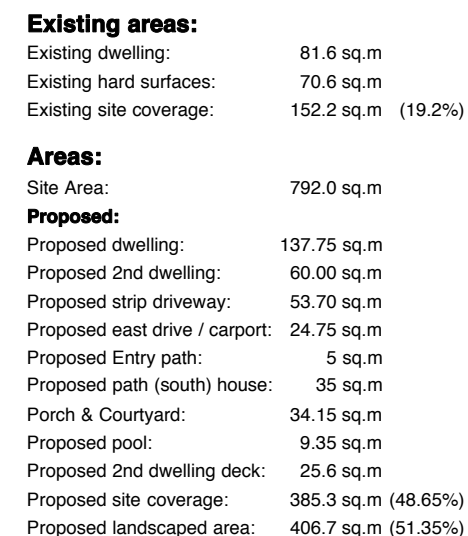 Existing areas:
Existing dwelling: 81.6 sq.m
Existing hard surfaces: 70.6 sq.m
Existing site coverage: 152.2 sq.m (19.2%)
Areas:
Site Area: 792.0 sq.m
Proposed:
Proposed dwelling: 137.75 sq.m
Proposed 2nd dwelling: 60.00 sq.m
Proposed strip driveway: 53.70 sq.m
Proposed east drive / carport: 24.75 sq.m
Proposed Entry path: 5 sq.m
Proposed path (south) house: 35 sq.m
Porch & Courtyard: 34.15 sq.m
Proposed pool: 9.35 sq.m
Proposed 2nd dwelling deck: 25.6 sq.m
Proposed site coverage: 385.3 sq.m (48.65%)
Proposed landscaped area: 406.7 sq.m (51.35%)